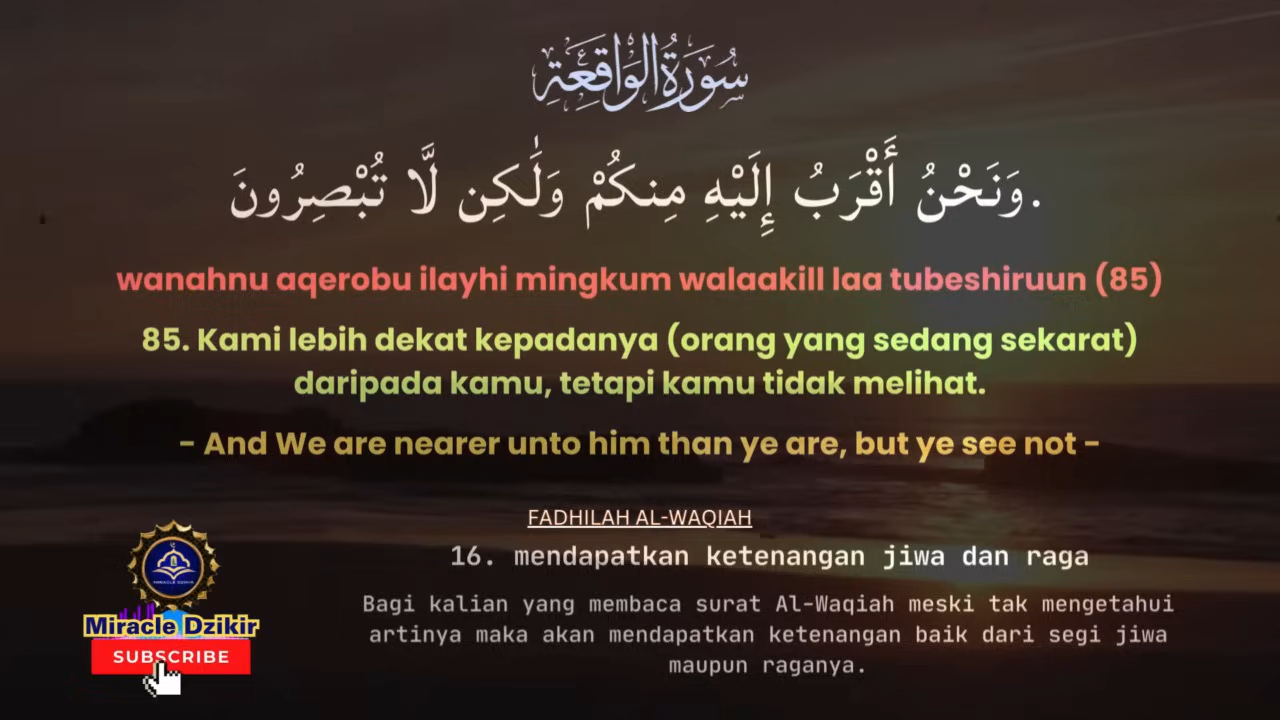 سُورَةُ الْوَاقِعَةِ
وَنَحْنُ أَقْرَبُ إِلَيْهِ مِنكُمْ وَلَٰكِن لَّا تُبْصِرُونَ.
wanahnu aqerobu ilayhi mingkum walaakill laa tubeshiruun (85)
85. Kami lebih dekat kepadanya (orang yang sedang sekarat)
daripada kamu, tetapi kamu tidak melihat.
- And We are nearer unto him than ye are, but ye see not -
FADHILAH AL-WAQIAH
16. mendapatkan ketenangan jiwa dan raga
Bagi kalian yang membaca surat Al-Waqiah meski tak mengetahui
artinya maka akan mendapatkan ketenangan baik dari segi jiwa
maupun raganya.
MIRACLE DZIKIR
Miracle Dzikir
SUBSCRIBE